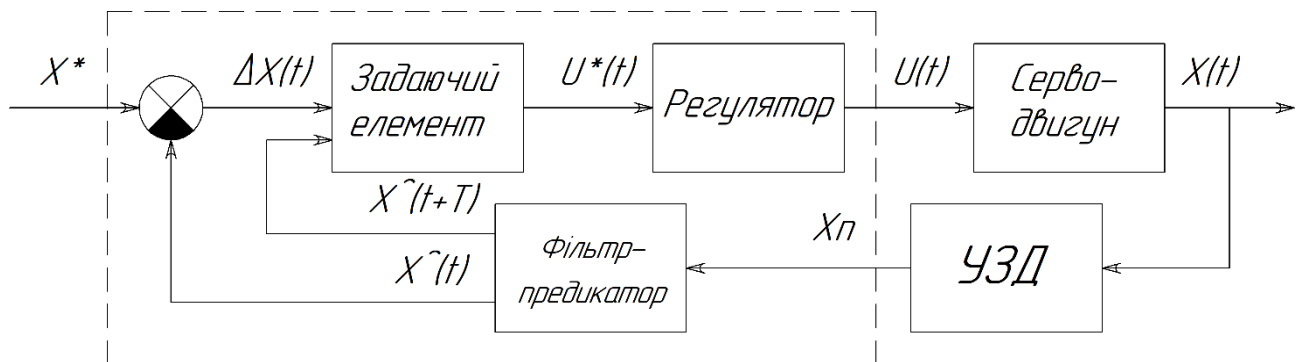 X*
ΔX(t)
Задаючий
елемент
U*(t)
Регулятор
U(t)
Серво-
двигун
X(t)
X^(t+T)
X^(t)
Фільтр-
предикатор
Xп
УЗД